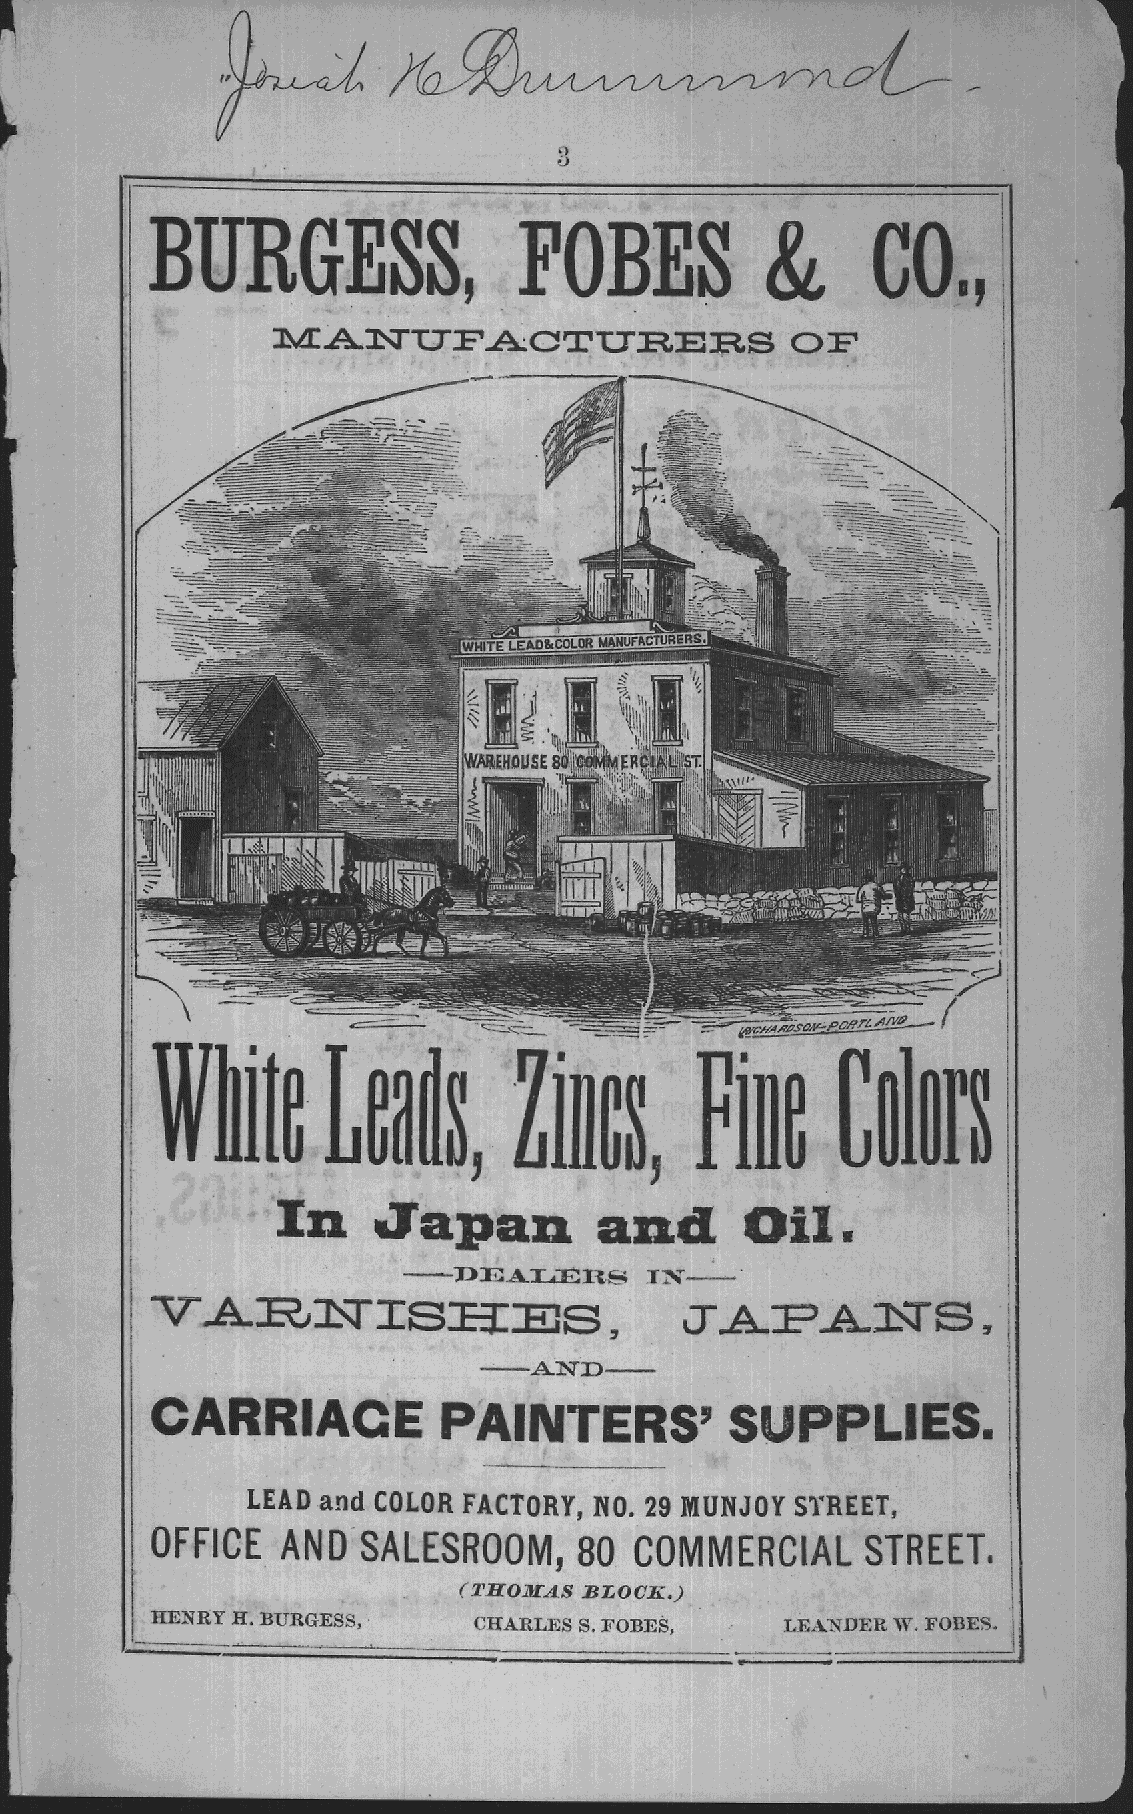 "Josiah H Drummond
3
BURGESS, FOBES & CO.,
MANUFACTURERS OF
WHITE LEAD & COLOR MANUFACTURERS.
WAREHOUSE 80 COMMERCIAL ST.
RICHARDSON-PORTLAND
White Leads, Zincs, Fine Colors
In Japan and Oil.
—DEALERS IN—
VARNISHES, JAPANS,
—AND—
CARRIAGE PAINTERS' SUPPLIES.
LEAD and COLOR FACTORY, NO. 29 MUNJOY STREET,
OFFICE AND SALESROOM, 80 COMMERCIAL STREET.
(THOMAS BLOCK.)
HENRY H. BURGESS, CHARLES S. FOBES, LEANDER W. FOBES.